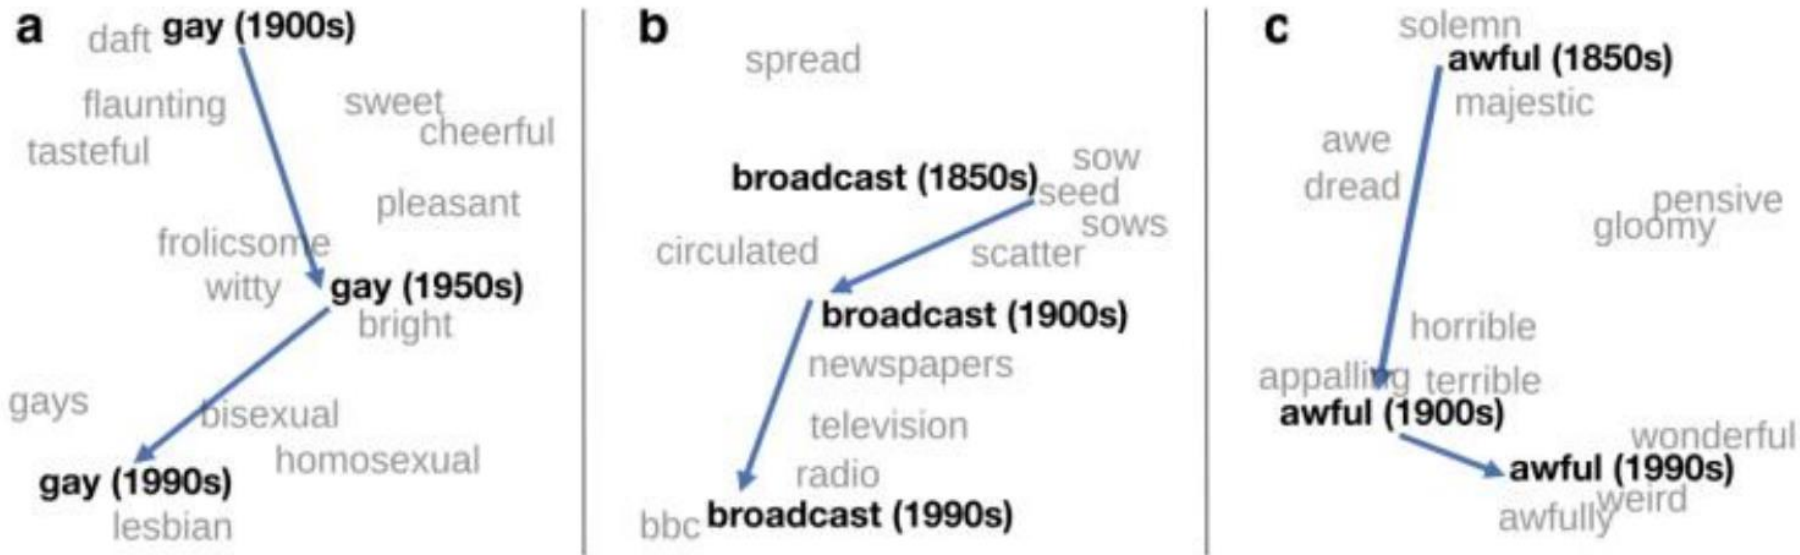 a
daft gay (1900s)
flaunting
sweet
cheerful
tasteful
pleasant
frolicsome
witty
gay (1950s)
bright
gays
bisexual
homosexual
gay (1990s)
lesbian
b
spread
broadcast (1850s)
sow
seed
sows
circulated
scatter
broadcast (1900s)
newspapers
television
radio
bbc broadcast (1990s)
c
solemn
awful (1850s)
majestic
awe
dread
pensive
gloomy
horrible
appalling terrible
awful (1900s)
wonderful
awful (1990s)
weird
awfully